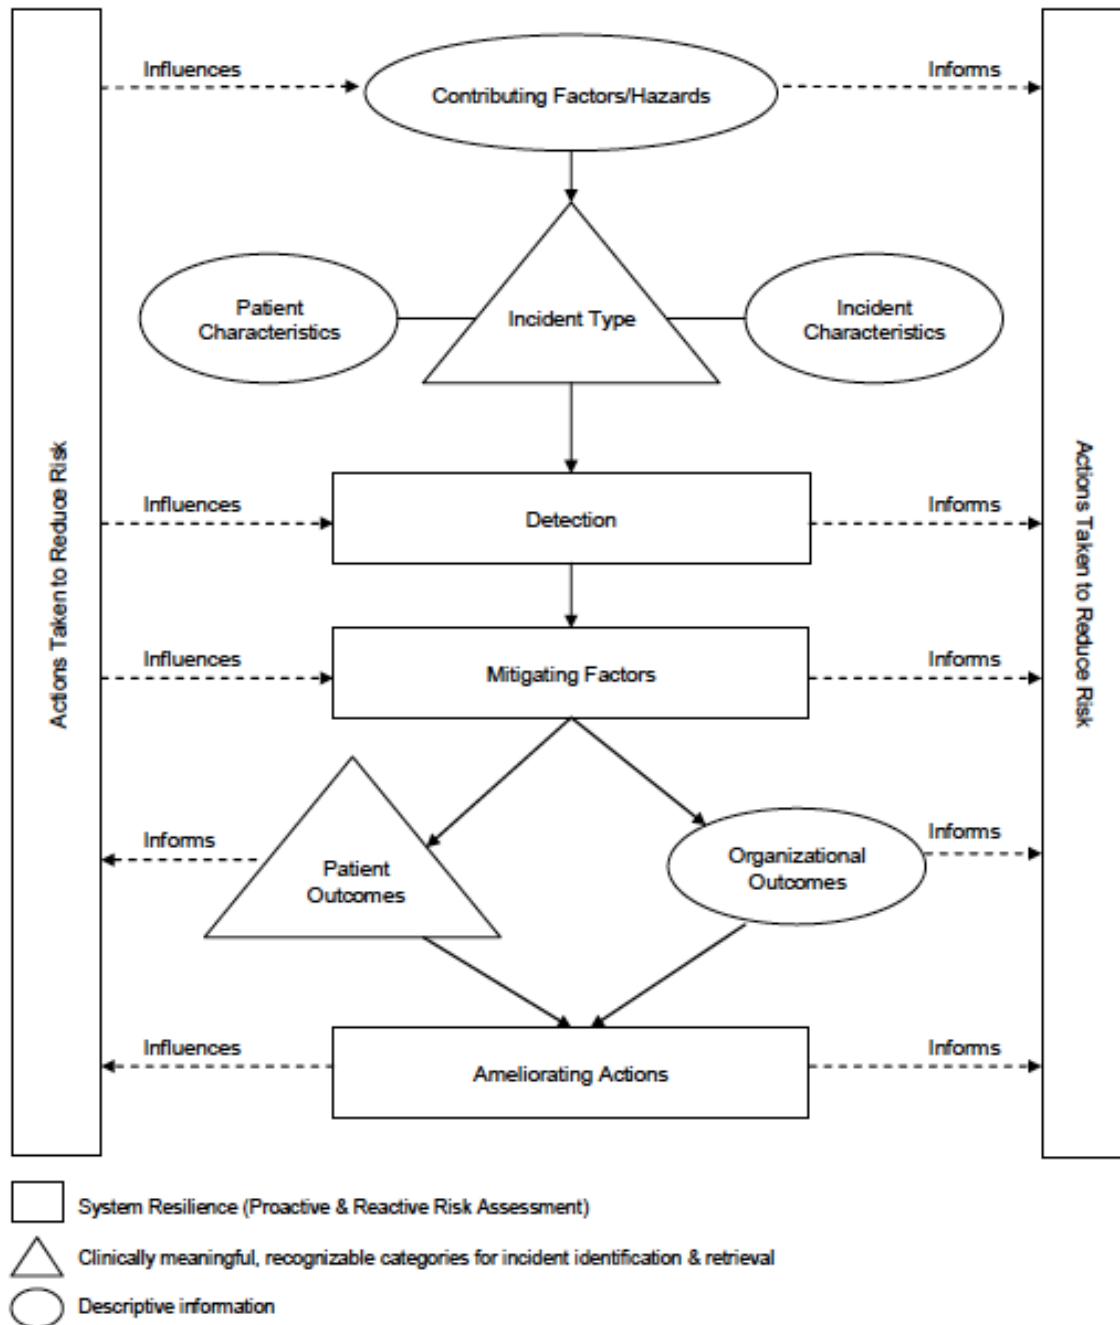 Influences
Informs
Contributing Factors/Hazards
Patient
Characteristics
Incident Type
Incident
Characteristics
Actions Taken to Reduce Risk
Actions Taken to Reduce Risk
Influences
Informs
Detection
Influences
Informs
Mitigating Factors
Informs
Informs
Patient
Outcomes
Organizational
Outcomes
Influences
Informs
Ameliorating Actions
System Resilience (Proactive & Reactive Risk Assessment)
Clinically meaningful, recognizable categories for incident identification & retrieval
Descriptive information